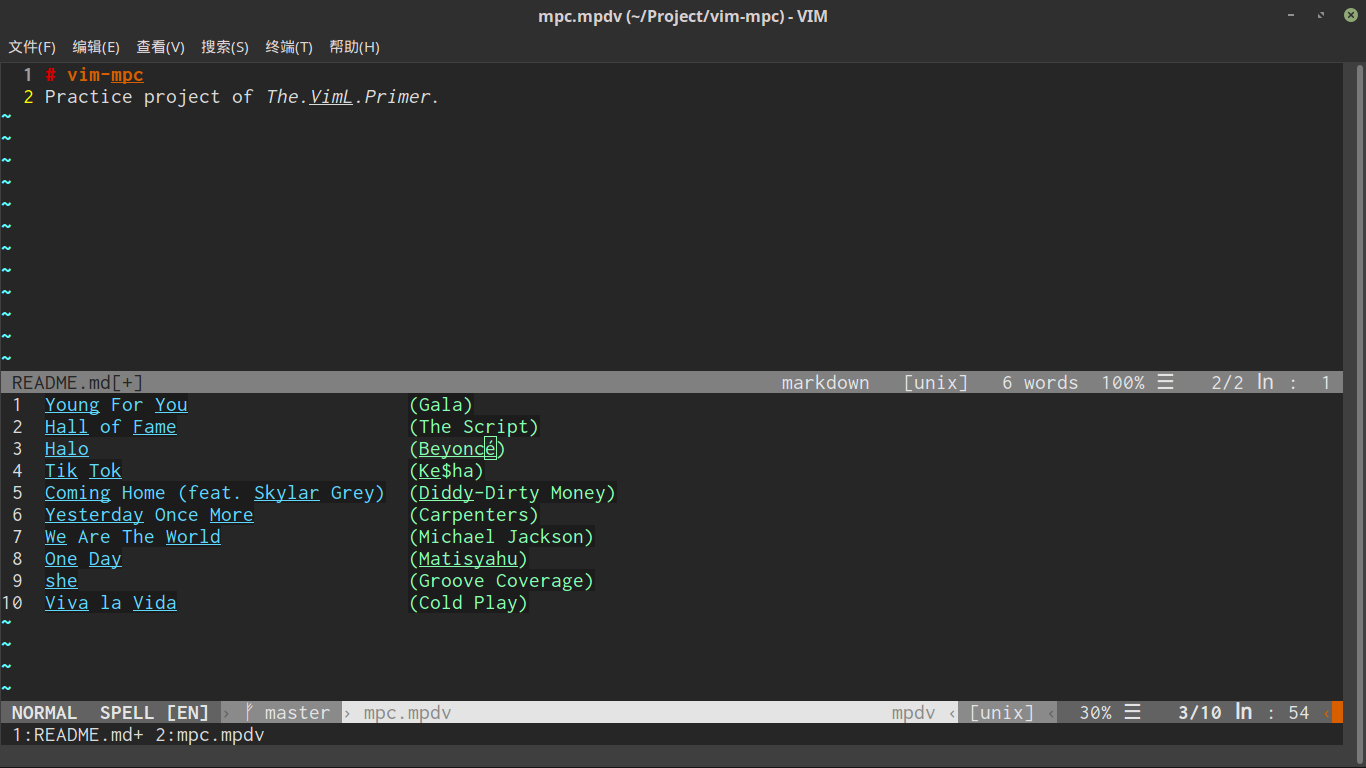 mpc.mpdv (~/Project/vim-mpc) - VIM
文件(F) 编辑(E) 查看(V) 搜索(S) 终端(T) 帮助(H)
1 # vim-mpc
2 Practice project of The.VimL.Primer.
~
~
~
~
~
~
~
~
~
~
~
~
README.md[+] markdown [unix] 6 words 100% ☰ 2/2 ln : 1
1 Young For You (Gala)
2 Hall of Fame (The Script)
3 Halo (Beyoncé)
4 Tik Tok (Ke$ha)
5 Coming Home (feat. Skylar Grey) (Diddy-Dirty Money)
6 Yesterday Once More (Carpenters)
7 We Are The World (Michael Jackson)
8 One Day (Matisyahu)
9 she (Groove Coverage)
10 Viva la Vida (Cold Play)
~
~
~
~
NORMAL SPELL [EN] › ᚠ master › mpc.mpdv mpdv ‹ [unix] ‹ 30% ☰ 3/10 ln : 54 ‹
1:README.md+ 2:mpc.mpdv